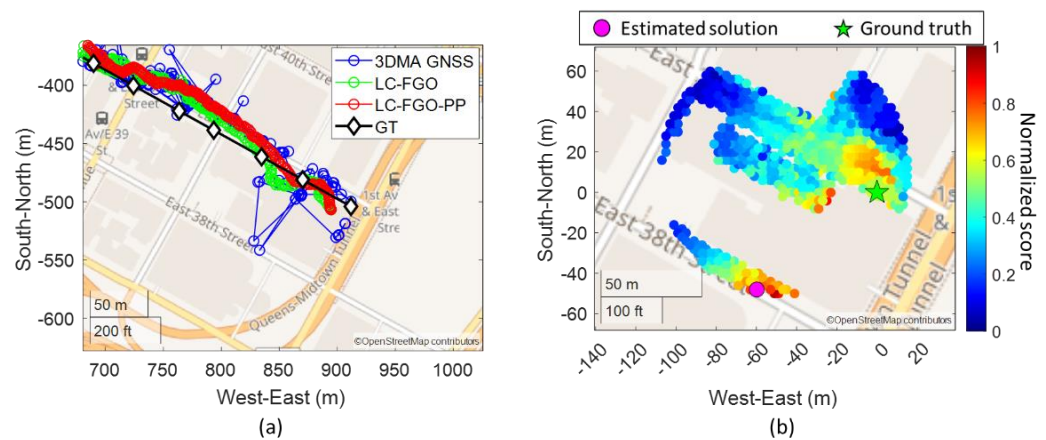 -400
-450
-500
-550
-600
South-North (m)
700
750
800
850
900
950
1000
West-East (m)
East 40th Street
& E
Street
Av/E 39
St
East 38th Street
1st Av
& East
Stre
Queens-Midtown Tunnel
3DMA GNSS
LC-FGO
LC-FGO-PP
GT
50 m
200 ft
©OpenStreetMap contributors
(a)
Estimated solution
Ground truth
60
40
20
0
-20
-40
-60
South-North (m)
-140
-120
-100
-80
-60
-40
-20
0
20
West-East (m)
East 38th Street
1st
& E
Tunnel
50 m
100 ft
©OpenStreetMap contributors
1
0.8
0.6
0.4
0.2
0
Normalized score
(b)